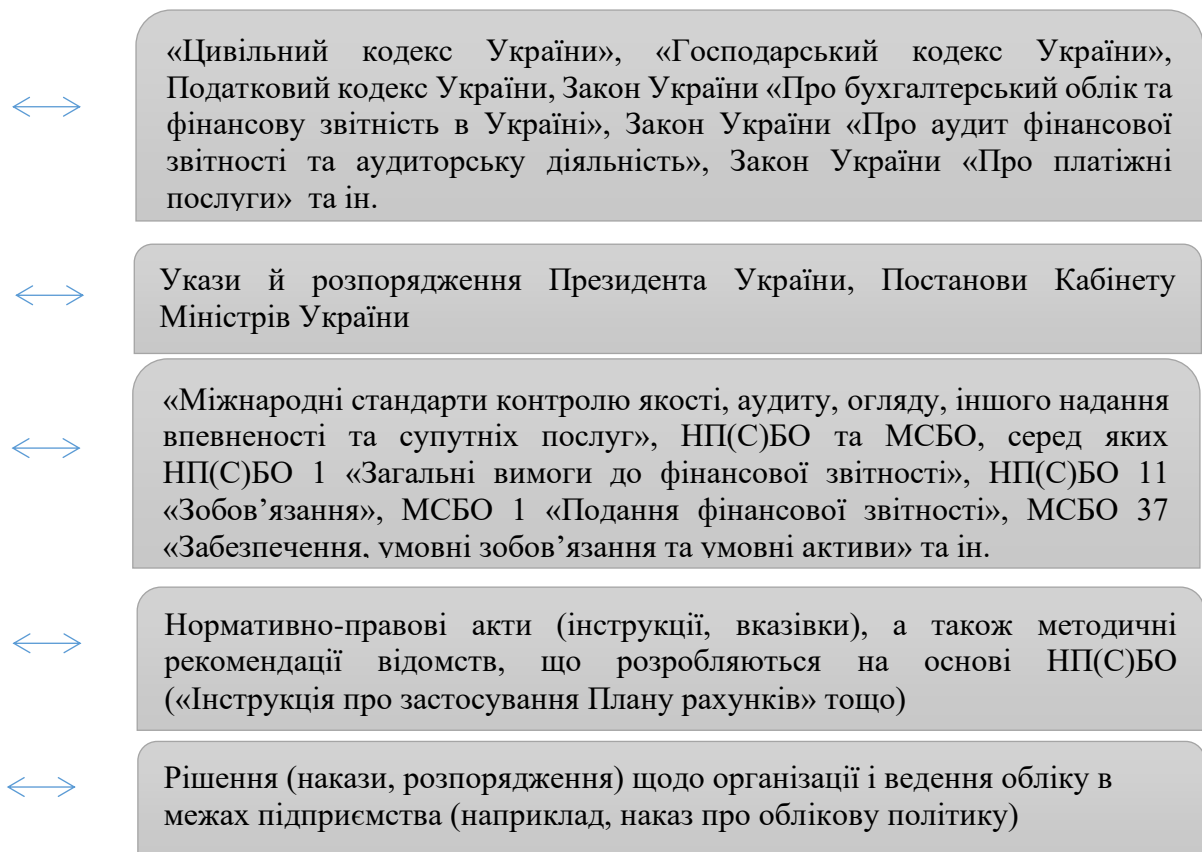 «Цивільний кодекс України», «Господарський кодекс України»,
Податковий кодекс України, Закон України «Про бухгалтерський облік та
фінансову звітність в Україні», Закон України «Про аудит фінансової
звітності та аудиторську діяльність», Закон України «Про платіжні
послуги» та ін.
Укази й розпорядження Президента України, Постанови Кабінету
Міністрів України
«Міжнародні стандарти контролю якості, аудиту, огляду, іншого надання
впевненості та супутніх послуг», НП(С)БО та МСБО, серед яких
НП(С)БО 1 «Загальні вимоги до фінансової звітності», НП(С)БО 11
«Зобов’язання», МСБО 1 «Подання фінансової звітності», МСБО 37
«Забезпечення, умовні зобов’язання та умовні активи» та ін.
Нормативно-правові акти (інструкції, вказівки), а також методичні
рекомендації відомств, що розробляються на основі НП(С)БО
(«Інструкція про застосування Плану рахунків» тощо)
Рішення (накази, розпорядження) щодо організації і ведення обліку в
межах підприємства (наприклад, наказ про облікову політику)